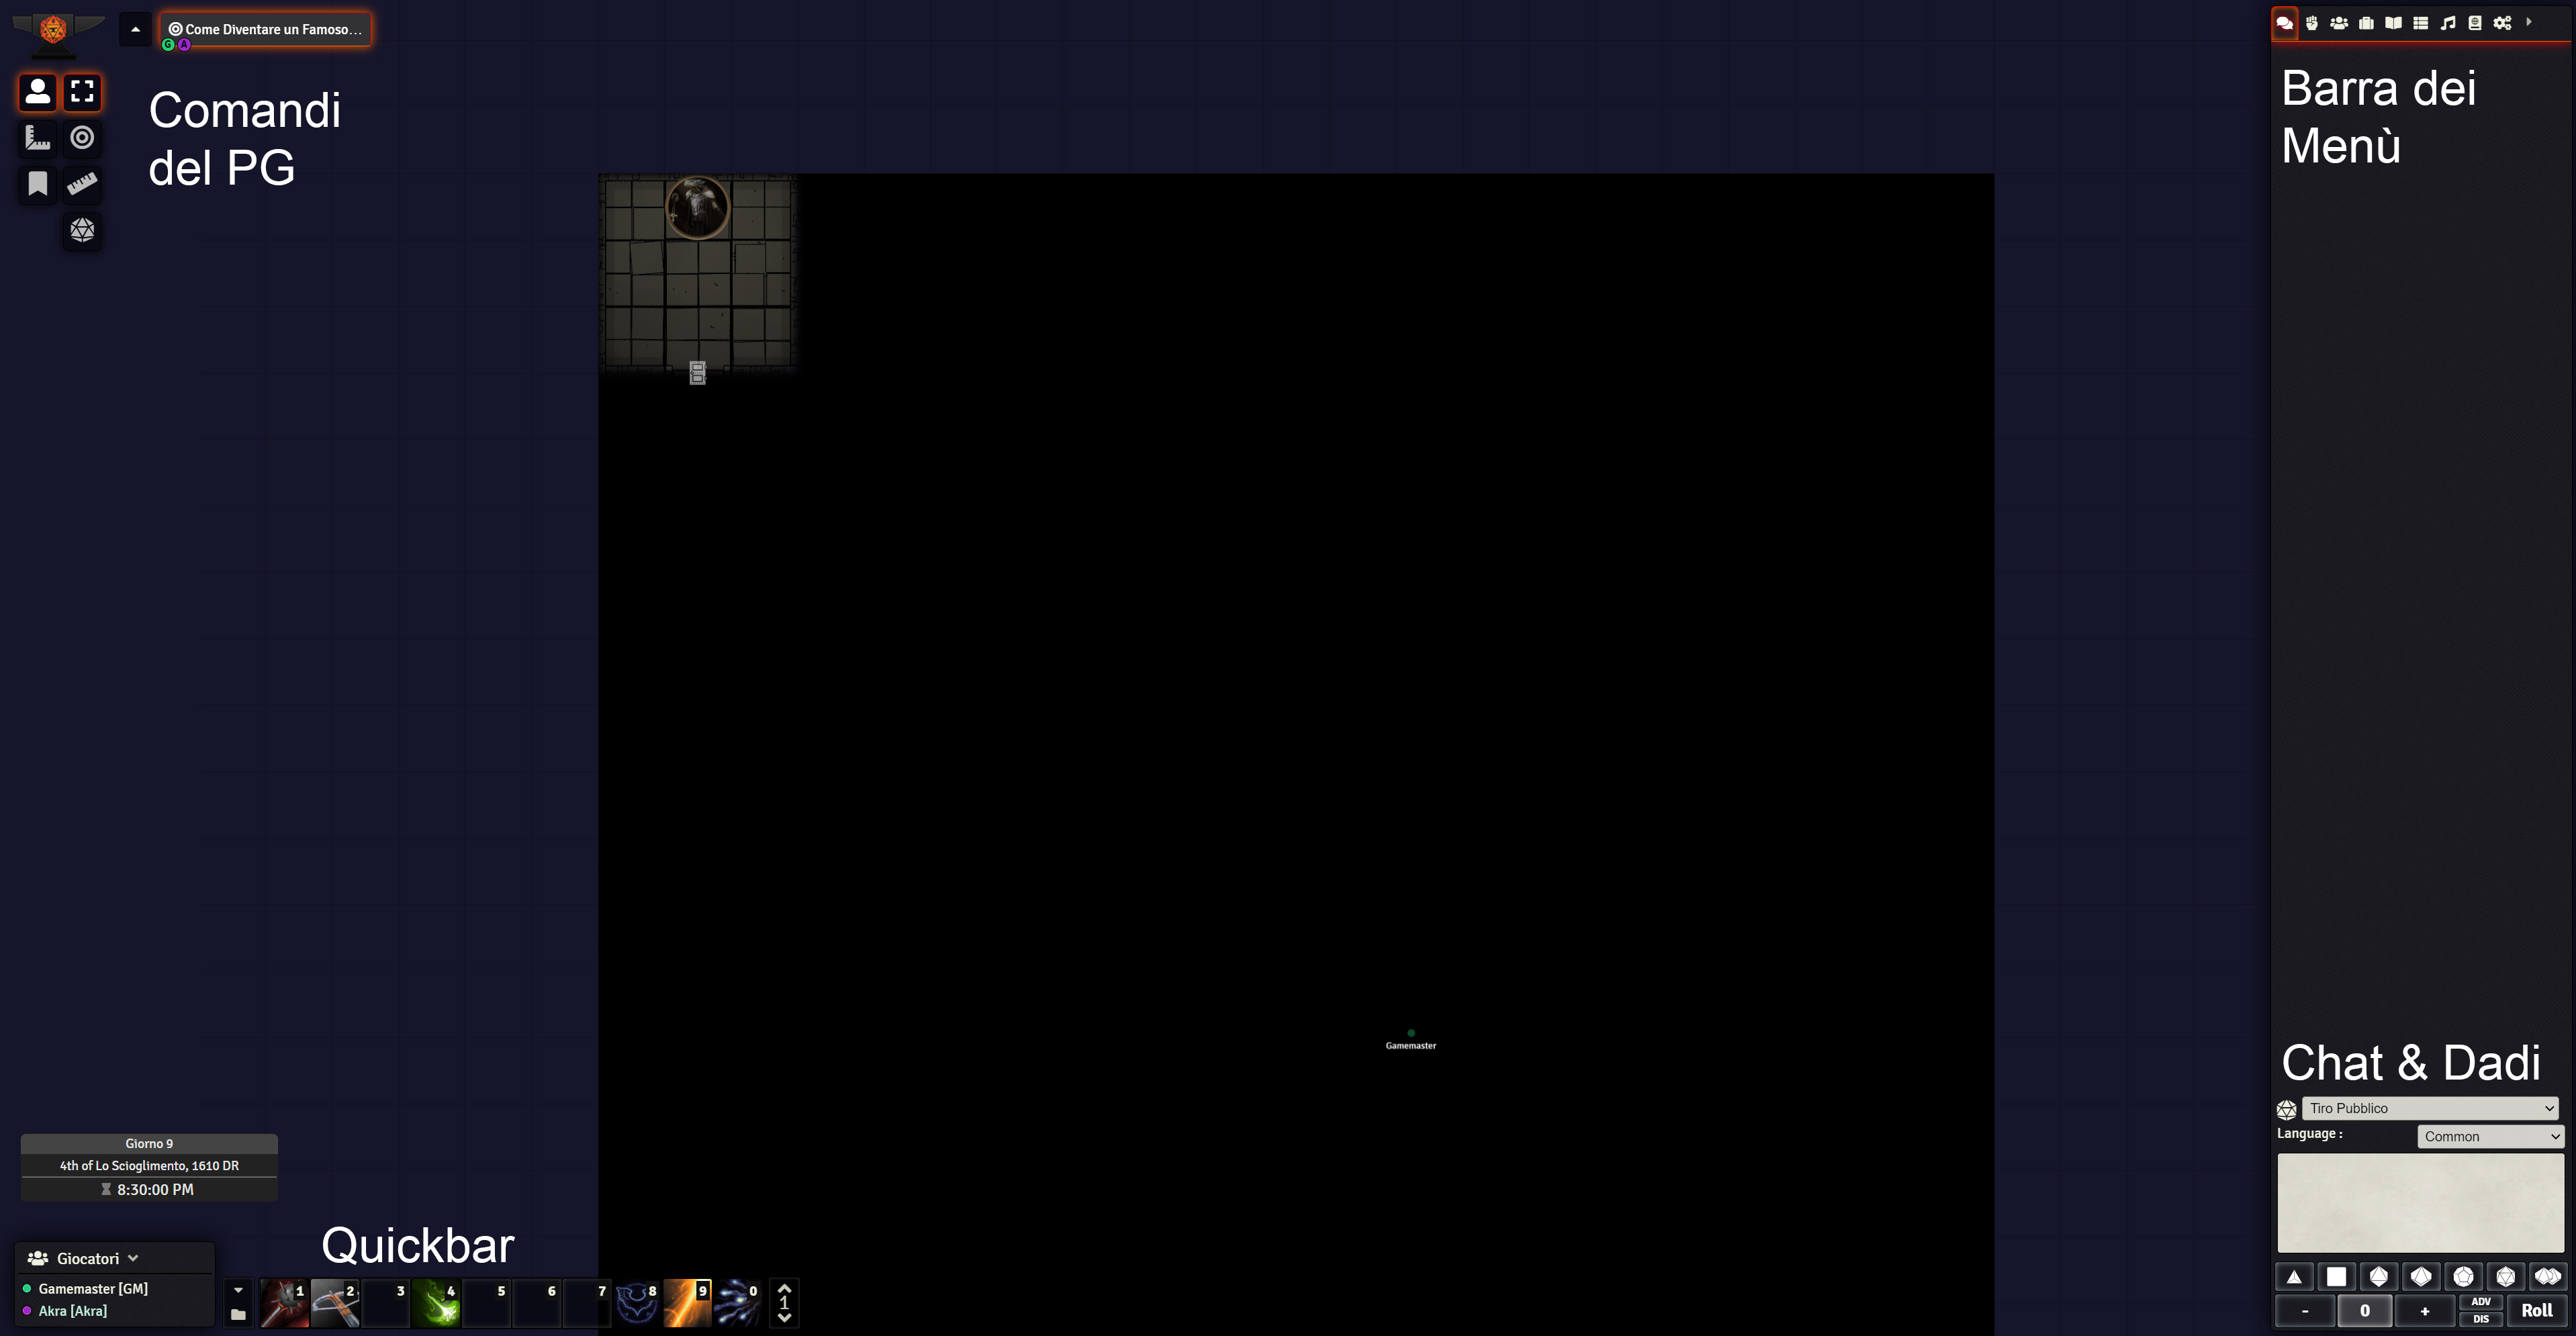 Come Diventare un Famoso...
G A
Comandi
del PG
Barra dei
Menù
Gamemaster
Chat & Dadi
Tiro Pubblico
Language :
Common
Giorno 9
4th of Lo Scioglimento, 1610 DR
8:30:00 PM
Quickbar
Giocatori
Gamemaster [GM]
Akra [Akra]
1 2 3 4 5 6 7 8 9 0
1
- 0 + ADV
DIS
Roll